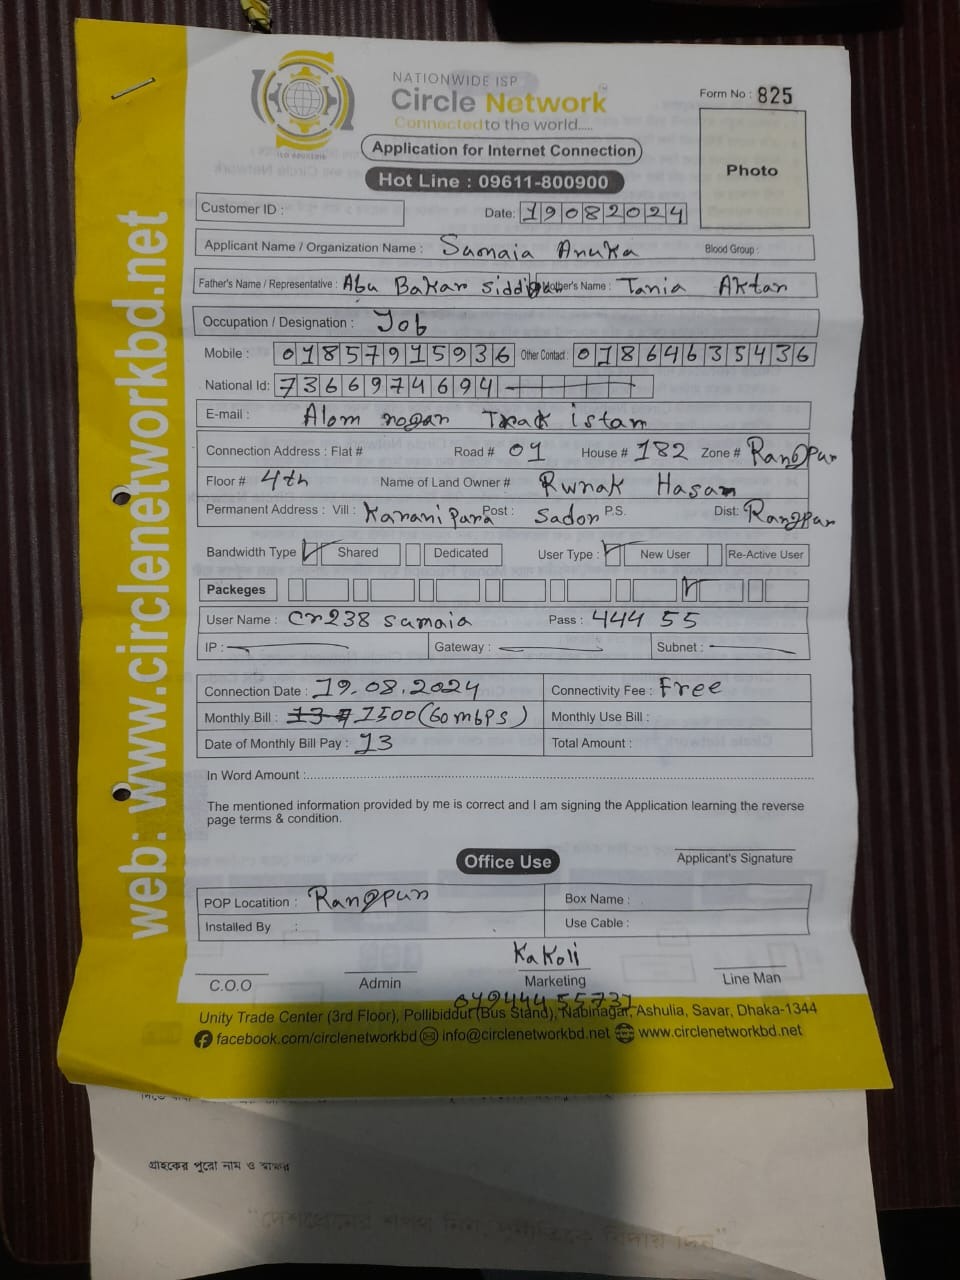 NATIONWIDE ISP
Circle Network
Connected to the world.....
Form No : 825
Application for Internet Connection
Photo
Hot Line : 09611-800900
Customer ID :
Date: 19082024
Applicant Name / Organization Name : Sumaia Anuka Blood Group :
Father's Name / Representative : Abu Bakar Mother's Name : Tania Aktar
Occupation / Designation : Job
Mobile : 01857915936 Other Contact : 01864635436
National Id: 7366974694
E-mail : Alom nogar
Connection Address : Flat # Road # 01 House # 182 Zone # Rangpur
Floor # 4th Name of Land Owner # Rwnak Hasan
Permanent Address : Vill : Karanipara Post : Sador P.S. Dist: Rangpur
Bandwidth Type Shared Dedicated User Type : New User Re-Active User
Packeges
User Name : Cr238 sumaia Pass : 444 55
IP : Gateway : Subnet :
Connection Date : 19.08.2024 Connectivity Fee : Free
Monthly Bill : 1500 (60 mbps) Monthly Use Bill :
Date of Monthly Bill Pay : 13 Total Amount :
In Word Amount :
The mentioned information provided by me is correct and I am signing the Application learning the reverse
page terms & condition.
Office Use
Applicant's Signature
POP Locatition : Rangpur Box Name :
Installed By : Use Cable :
Kakoli
C.O.O Admin Marketing Line Man
Unity Trade Center (3rd Floor), Pollibiddut (Bus Stand), Nabinagar, Ashulia, Savar, Dhaka-1344
facebook.com/circlenetworkbd info@circlenetworkbd.net www.circlenetworkbd.net
web: www.circlenetworkbd.net
গ্রাহকের পুরো নাম ও স্বাক্ষর